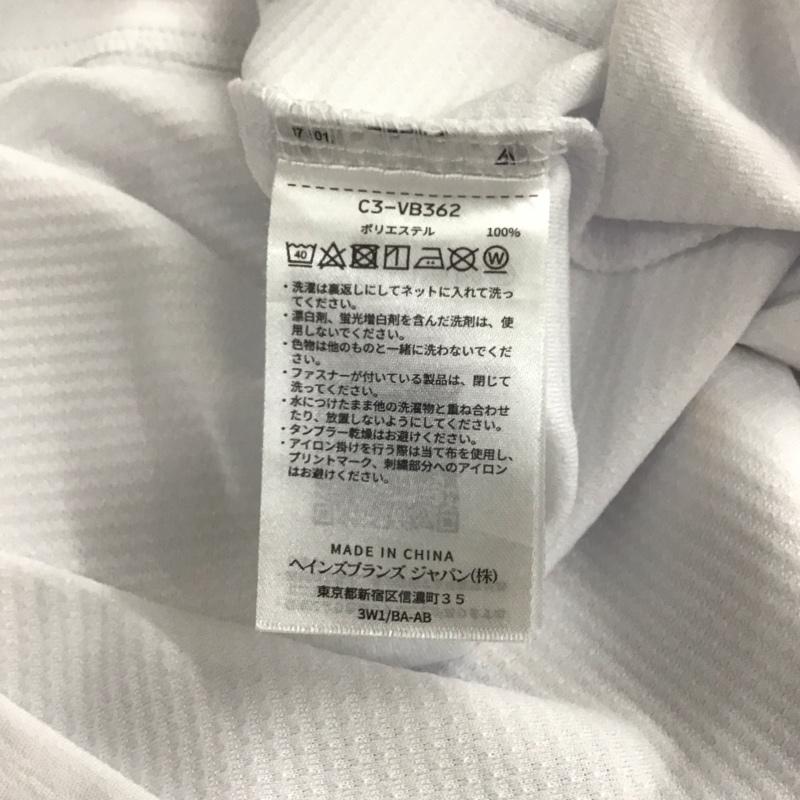 7 01
C3-VB362
ポリエステル 100%
40 W
・洗濯は裏返しにしてネットに入れて洗っ
てください。
・漂白剤、蛍光増白剤を含んだ洗剤は、使
用しないでください。
・色物は他のものと一緒に洗わないでくだ
さい。
・ファスナーが付いている製品は、閉じて
洗ってください。
・水につけたまま他の洗濯物と重ね合わせ
たり、放置しないようにしてください。
・タンブラー乾燥はお避けください。
・アイロン掛けを行う際は当て布を使用し、
プリントマーク、刺繍部分へのアイロン
はお避けください。
MADE IN CHINA
ヘインズブランズ ジャパン(株)
東京都新宿区信濃町35
3W1/BA-AB